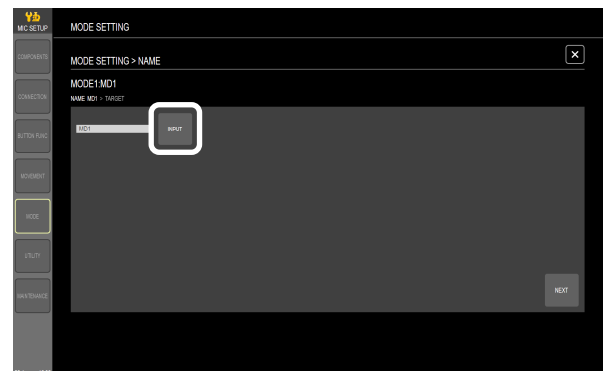 MIC SETUP
MODE SETTING
COMPONENTS
MODE SETTING > NAME
×
MODE1:MD1
CONNECTION
NAME MD1 > TARGET
MD1
INPUT
BUTTON FUNC
MOVEMENT
MODE
UTILITY
MAINTENANCE
NEXT